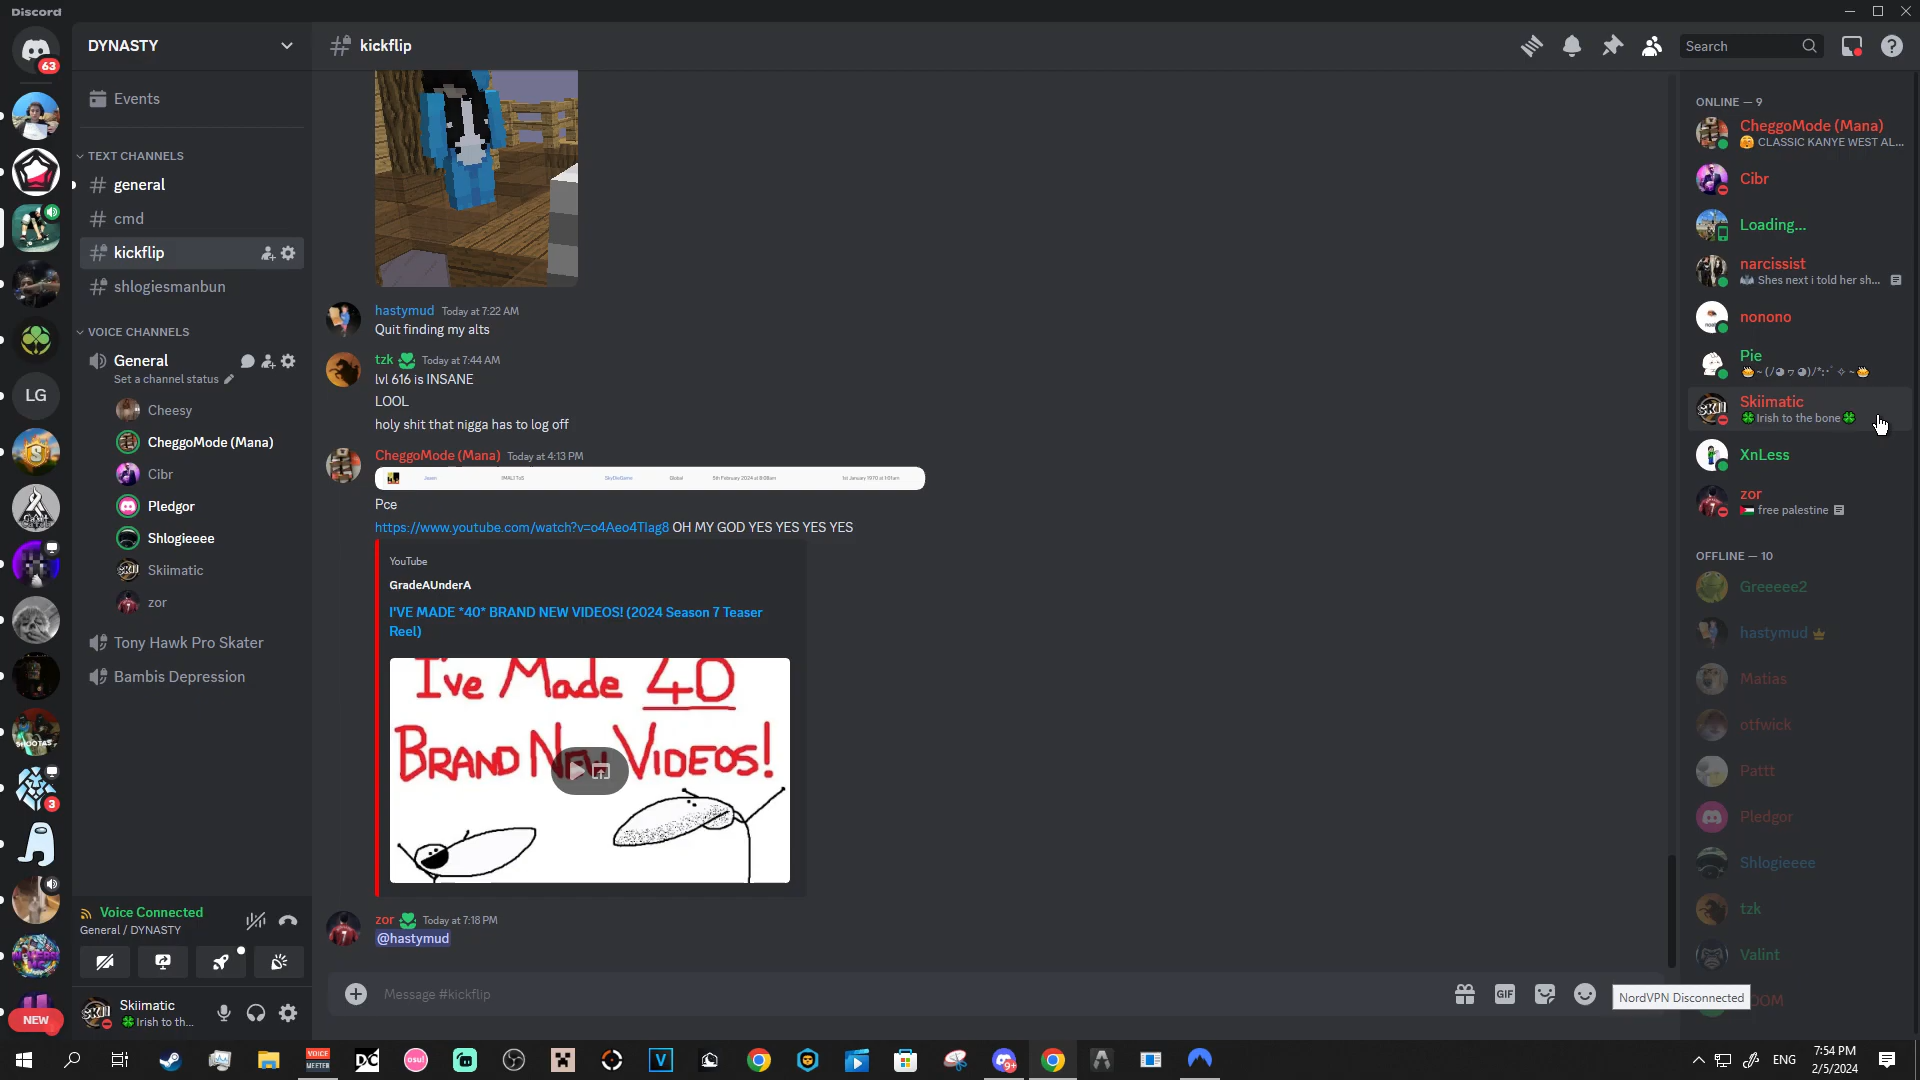 Discord
63
DYNASTY
Events
TEXT CHANNELS
general
cmd
kickflip
shlogiesmanbun
VOICE CHANNELS
General
Set a channel status
Cheesy
CheggoMode (Mana)
Cibr
Pledgor
Shlogieeee
Skiimatic
zor
Tony Hawk Pro Skater
Bambis Depression
LG
3
NEW
Voice Connected
General / DYNASTY
Skiimatic
Irish to th...
kickflip
Search
hastymud Today at 7:22 AM
Quit finding my alts
tzk Today at 7:44 AM
lvl 616 is INSANE
LOOL
holy shit that nigga has to log off
CheggoMode (Mana) Today at 4:13 PM
Pce
https://www.youtube.com/watch?v=o4Aeo4Tlag8 OH MY GOD YES YES YES YES
YouTube
GradeAUnderA
I'VE MADE *40* BRAND NEW VIDEOS! (2024 Season 7 Teaser
Reel)
I've Made 40
BRAND NEW VIDEOS!
zor Today at 7:18 PM
@hastymud
Message #kickflip
GIF
NordVPN Disconnected
ONLINE — 9
CheggoMode (Mana)
CLASSIC KANYE WEST AL...
Cibr
Loading...
narcissist
Shes next i told her sh...
nonono
Pie
Skiimatic
Irish to the bone
XnLess
zor
free palestine
OFFLINE — 10
Greeeee2
hastymud
Matias
otfwick
Pattt
Pledgor
Shlogieeee
tzk
Valint
VOICE
MEETER
osu!
V
9+
ENG
7:54 PM
2/5/2024